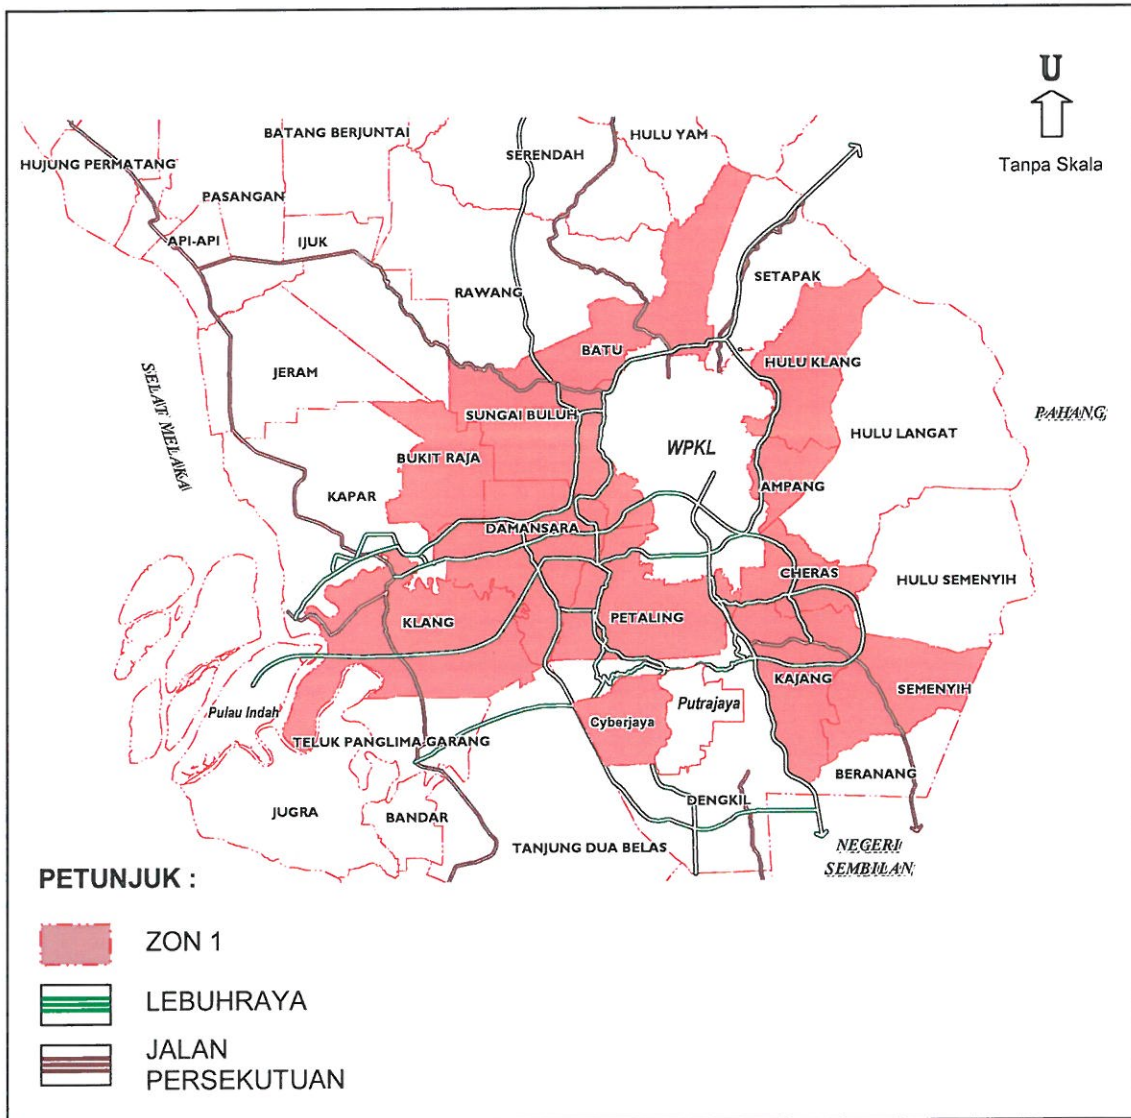 U
Tanpa Skala
BATANG BERJUNTAI
HULU YAM
SERENDAH
HUJUNG PERMATANG
PASANGAN
API-API
IJUK
SETAPAK
RAWANG
BATU
HULU KLANG
JERAM
SELAT MELAKA
SUNGAI BULUH
PAHANG
HULU LANGAT
WPKL
BUKIT RAJA
KAPAR
AMPANG
DAMANSARA
CHERAS
HULU SEMENYIH
KLANG
PETALING
KAJANG
SEMENYIH
Pulau Indah
Putrajaya
Cyberjaya
TELUK PANGLIMA GARANG
BERANANG
DENGKIL
JUGRA
BANDAR
TANJUNG DUA BELAS
NEGERI
SEMBILAN
PETUNJUK :
ZON 1
LEBUHRAYA
JALAN
PERSEKUTUAN